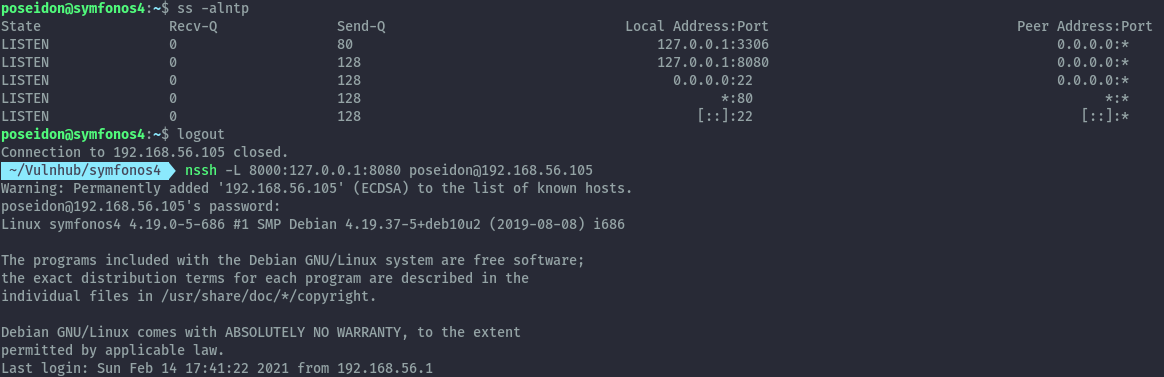 poseidon@symfonos4:~$ ss -alntp
State Recv-Q Send-Q Local Address:Port Peer Address:Port
LISTEN 0 80 127.0.0.1:3306 0.0.0.0:*
LISTEN 0 128 127.0.0.1:8080 0.0.0.0:*
LISTEN 0 128 0.0.0.0:22 0.0.0.0:*
LISTEN 0 128 *:80 *:*
LISTEN 0 128 [::]:22 [::]:*
poseidon@symfonos4:~$ logout
Connection to 192.168.56.105 closed.
~/Vulnhub/symfonos4 nssh -L 8000:127.0.0.1:8080 poseidon@192.168.56.105
Warning: Permanently added '192.168.56.105' (ECDSA) to the list of known hosts.
poseidon@192.168.56.105's password:
Linux symfonos4 4.19.0-5-686 #1 SMP Debian 4.19.37-5+deb10u2 (2019-08-08) i686
The programs included with the Debian GNU/Linux system are free software;
the exact distribution terms for each program are described in the
individual files in /usr/share/doc/*/copyright.
Debian GNU/Linux comes with ABSOLUTELY NO WARRANTY, to the extent
permitted by applicable law.
Last login: Sun Feb 14 17:41:22 2021 from 192.168.56.1